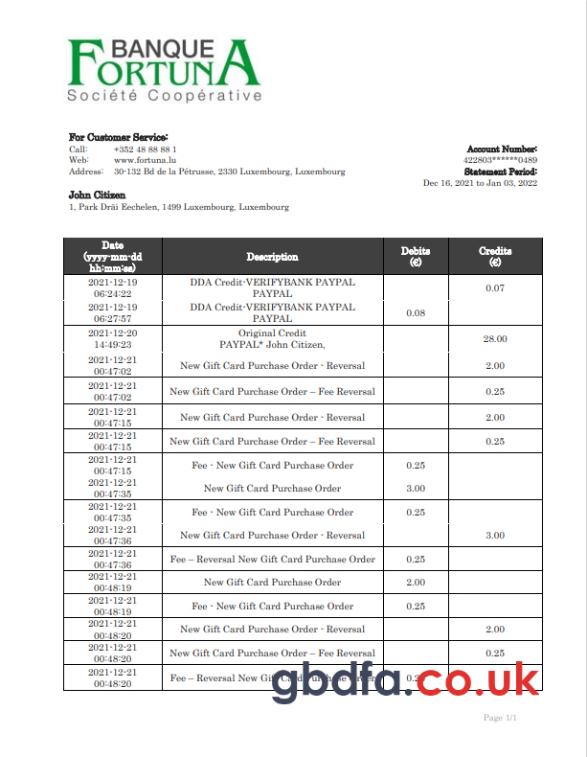 BANQUE
FORTUNA
Société Coopérative
For Customer Service:
Call: +352 48 88 88 1
Web: www.fortuna.lu
Address: 30-132 Bd de la Pétrusse, 2330 Luxembourg, Luxembourg
Account Number:
422803******0489
Statement Period:
Dec 16, 2021 to Jan 03, 2022
John Citizen
1, Park Dräi Eechelen, 1499 Luxembourg, Luxembourg
Date
(yyyy-mm-dd
hh:mm:ss)
Description
Debits
(€)
Credits
(€)
2021-12-19
06:24:22
DDA Credit-VERIFYBANK PAYPAL
PAYPAL
0.07
2021-12-19
06:27:57
DDA Credit-VERIFYBANK PAYPAL
PAYPAL
0.08
2021-12-20
14:49:23
Original Credit
PAYPAL* John Citizen,
28.00
2021-12-21
00:47:02
New Gift Card Purchase Order - Reversal
2.00
2021-12-21
00:47:02
New Gift Card Purchase Order – Fee Reversal
0.25
2021-12-21
00:47:15
New Gift Card Purchase Order - Reversal
2.00
2021-12-21
00:47:15
New Gift Card Purchase Order – Fee Reversal
0.25
2021-12-21
00:47:15
Fee - New Gift Card Purchase Order
0.25
2021-12-21
00:47:35
New Gift Card Purchase Order
3.00
2021-12-21
00:47:35
Fee - New Gift Card Purchase Order
0.25
2021-12-21
00:47:36
New Gift Card Purchase Order - Reversal
3.00
2021-12-21
00:47:36
Fee – Reversal New Gift Card Purchase Order
0.25
2021-12-21
00:48:19
New Gift Card Purchase Order
2.00
2021-12-21
00:48:19
Fee - New Gift Card Purchase Order
0.25
2021-12-21
00:48:20
New Gift Card Purchase Order - Reversal
2.00
2021-12-21
00:48:20
New Gift Card Purchase Order – Fee Reversal
0.25
2021-12-21
00:48:20
Fee – Reversal New Gift Card Purchase Order
gbdfa.co.uk
Page 1/1